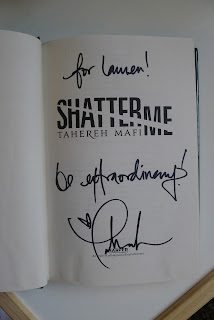 for Lauren!
SHATTER ME
TAHEREH MAFI
be extraordinary!